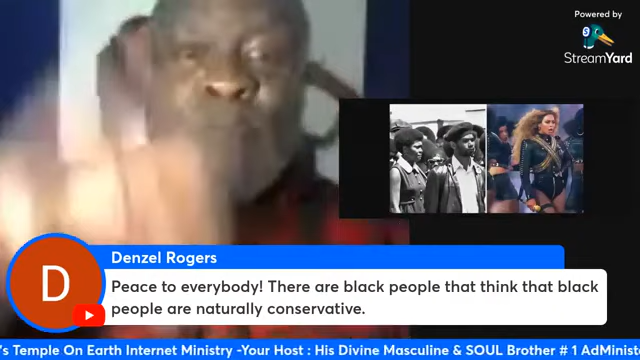 Powered by
StreamYard
D
Denzel Rogers
Peace to everybody! There are black people that think that black
people are naturally conservative.
's Temple On Earth Internet Ministry -Your Host : His Divine Masculine & SOUL Brother # 1 AdMiniste